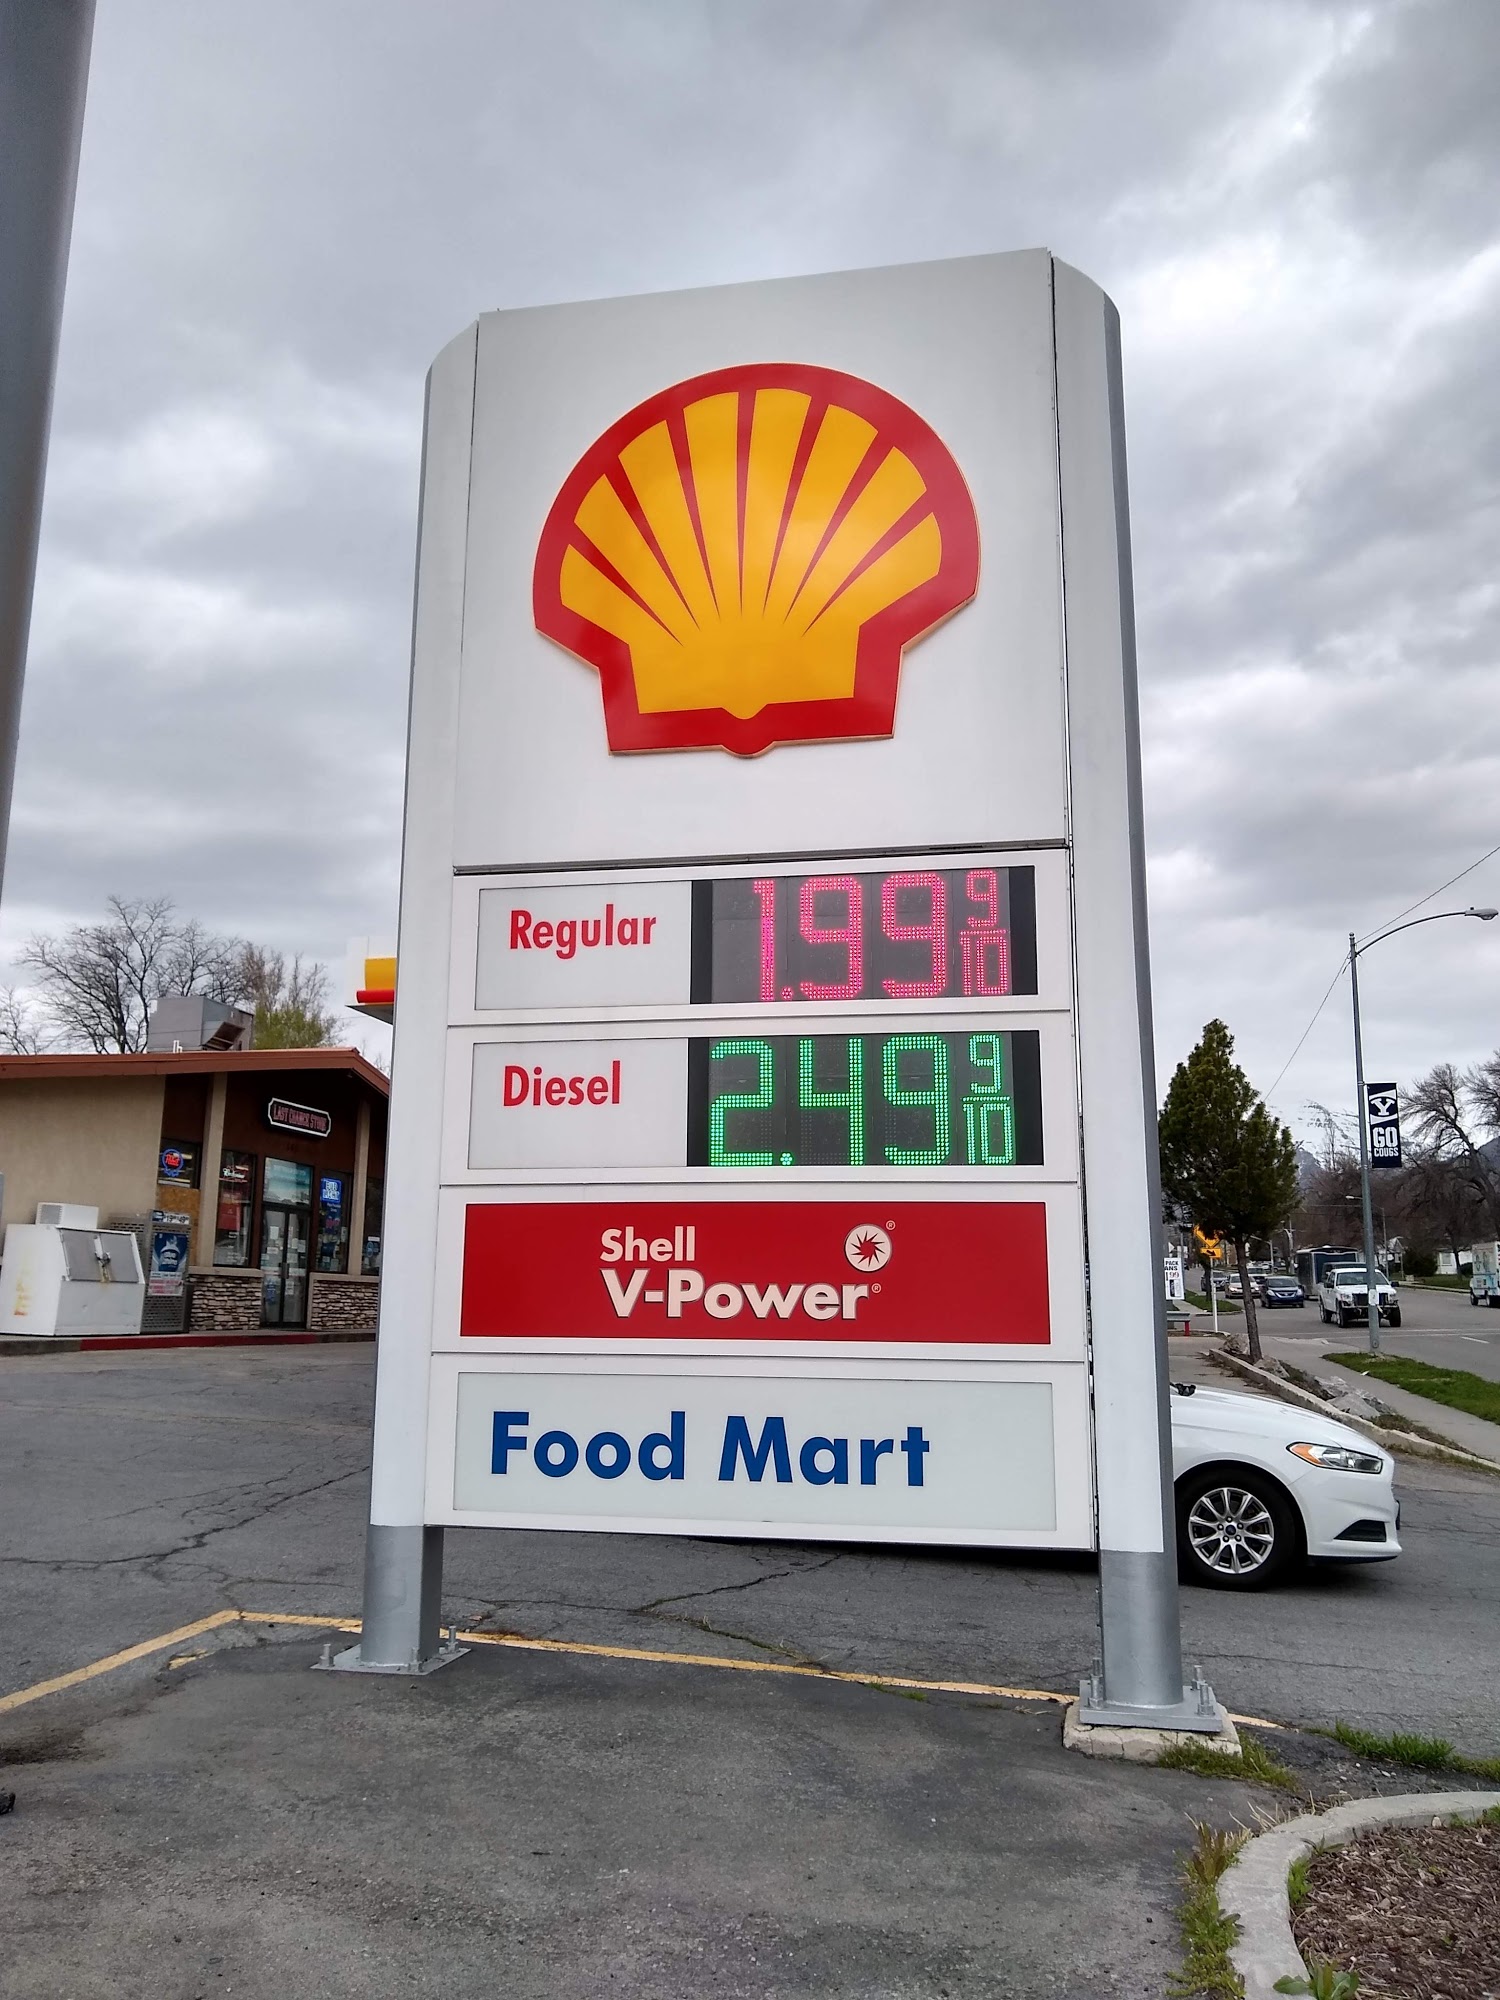 Regular 1.99 9/10
Diesel 2.49 9/10
Shell
V-Power
Food Mart
LAST CHANCE STORE
Y
GO
COUGS